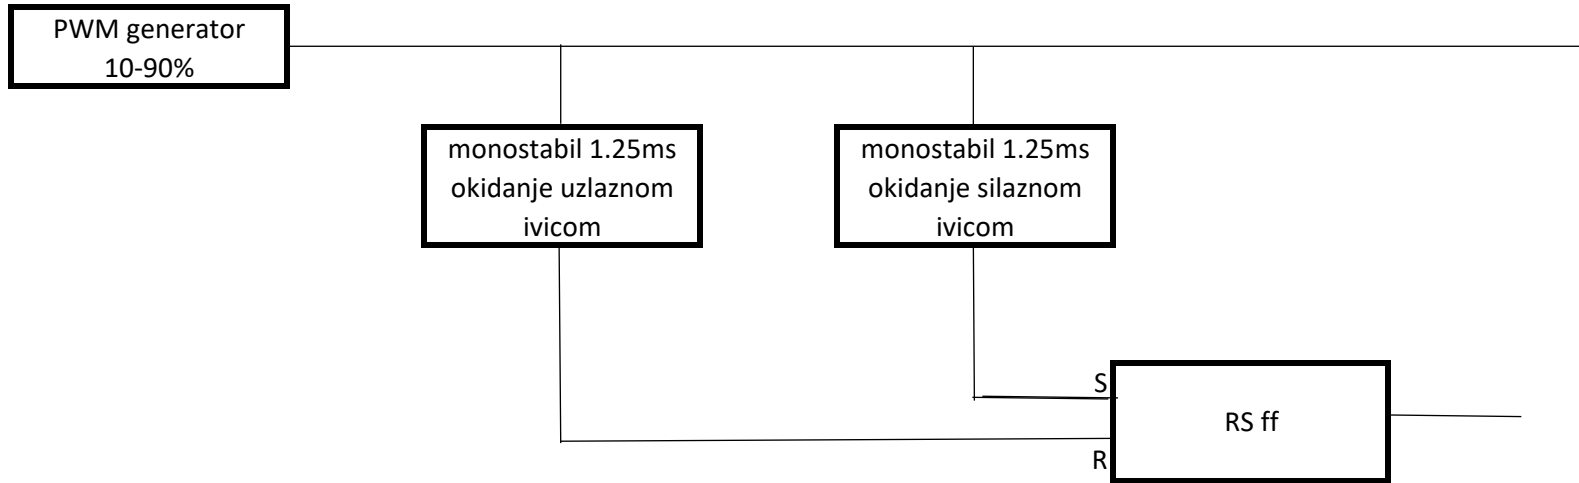 PWM generator
10-90%
monostabil 1.25ms
okidanje uzlaznom
ivicom
monostabil 1.25ms
okidanje silaznom
ivicom
S
RS ff
R